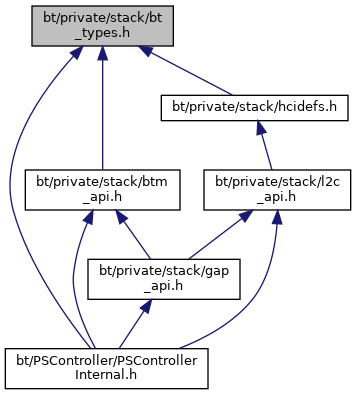 bt/private/stack/bt
_types.h
bt/private/stack/hcidefs.h
bt/private/stack/btm
_api.h
bt/private/stack/l2c
_api.h
bt/private/stack/gap
_api.h
bt/PSController/PSController
Internal.h